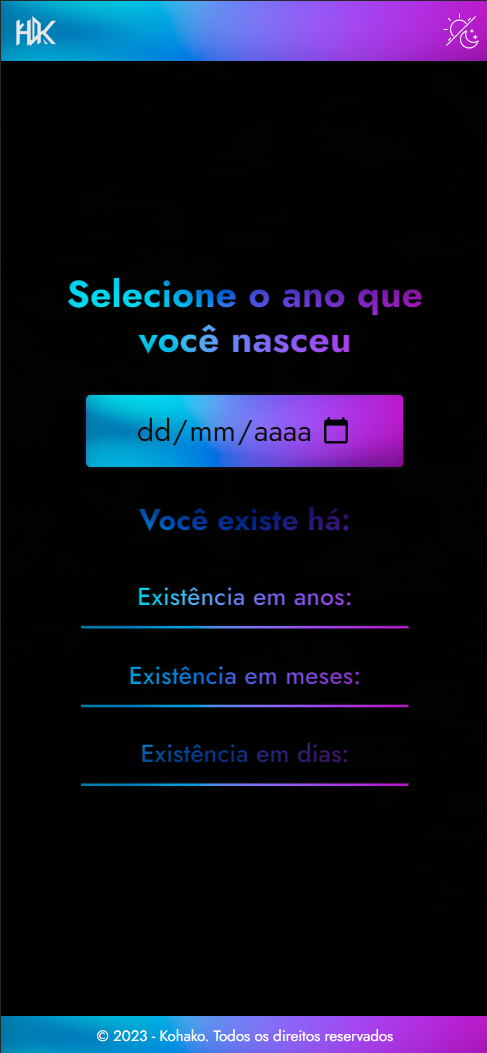 HDK
Selecione o ano que
você nasceu
dd/mm/aaaa
Você existe há:
Existência em anos:
Existência em meses:
Existência em dias:
© 2023 - Kohako. Todos os direitos reservados